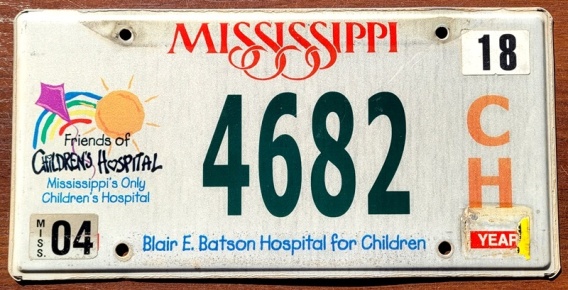 MISSISSIPPI
18
Friends of
CHILDREN'S HOSPITAL
Mississippi's Only
Children's Hospital
4682
C
H
MISS.
04
Blair E. Batson Hospital for Children
YEAR